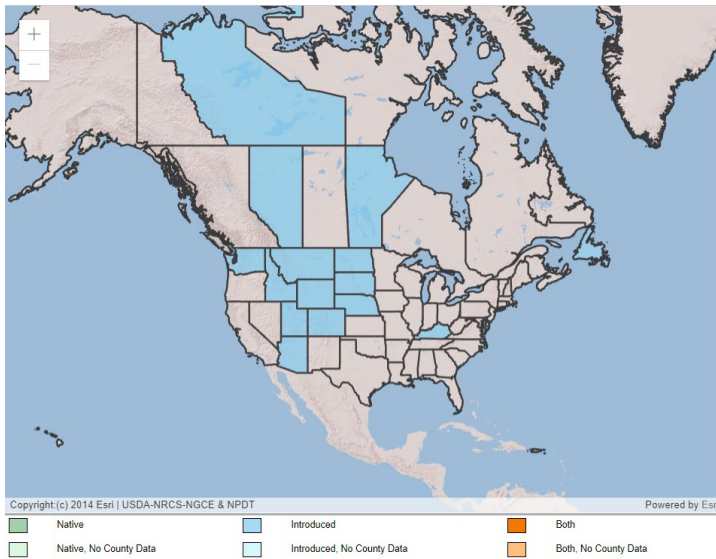 +
−
Copyright:(c) 2014 Esri | USDA-NRCS-NGCE & NPDT Powered by Esr
Native Introduced Both
Native, No County Data Introduced, No County Data Both, No County Data